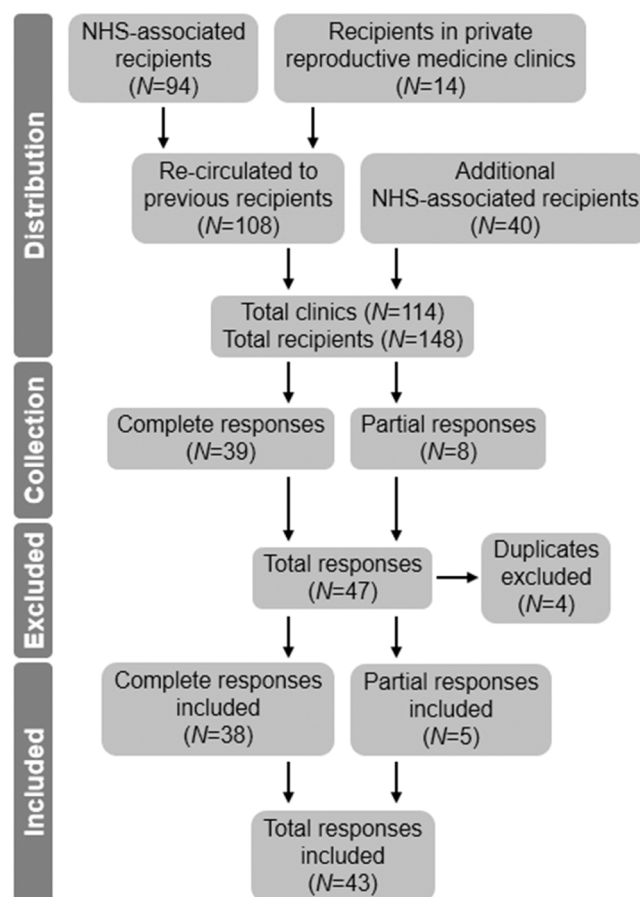 Distribution
NHS-associated
recipients
(N=94)
Recipients in private
reproductive medicine clinics
(N=14)
Re-circulated to
previous recipients
(N=108)
Additional
NHS-associated recipients
(N=40)
Total clinics (N=114)
Total recipients (N=148)
Collection
Complete responses
(N=39)
Partial responses
(N=8)
Excluded
Total responses
(N=47)
Duplicates
excluded
(N=4)
Included
Complete responses
included
(N=38)
Partial responses
included
(N=5)
Total responses
included
(N=43)